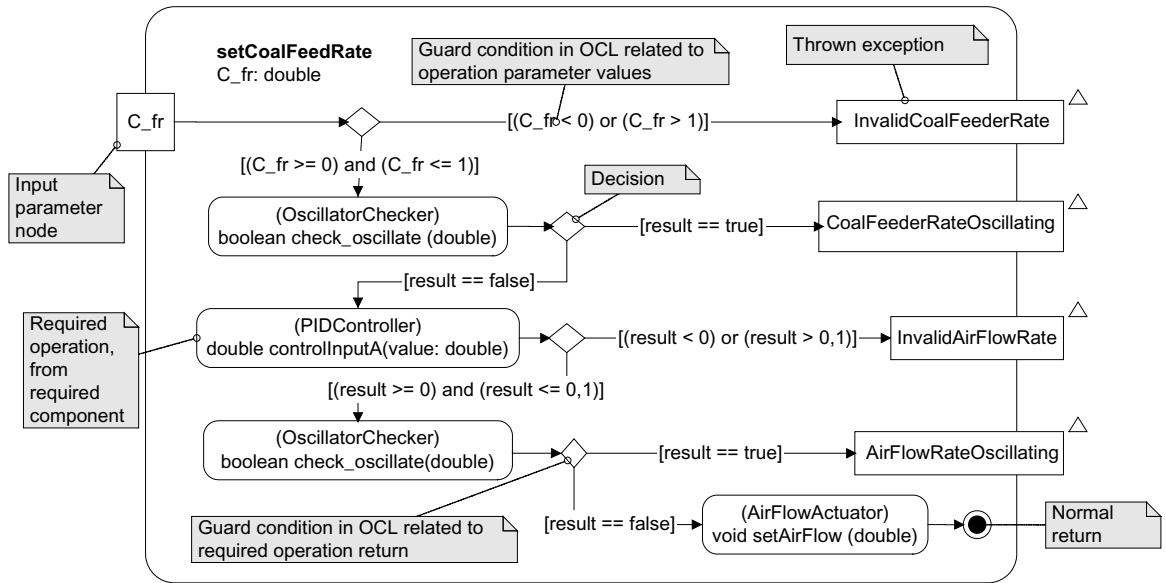 setCoalFeedRate
C_fr: double
Guard condition in OCL related to
operation parameter values
Thrown exception
C_fr
[(C_fr < 0) or (C_fr > 1)]
InvalidCoalFeederRate
[(C_fr >= 0) and (C_fr <= 1)]
Input
parameter
node
Decision
(OscillatorChecker)
boolean check_oscillate (double)
[result == true]
CoalFeederRateOscillating
[result == false]
Required
operation,
from
required
component
(PIDController)
double controlInputA(value: double)
[(result < 0) or (result > 0,1)]
InvalidAirFlowRate
[(result >= 0) and (result <= 0,1)]
(OscillatorChecker)
boolean check_oscillate(double)
[result == true]
AirFlowRateOscillating
Guard condition in OCL related to
required operation return
[result == false]
(AirFlowActuator)
void setAirFlow (double)
Normal
return